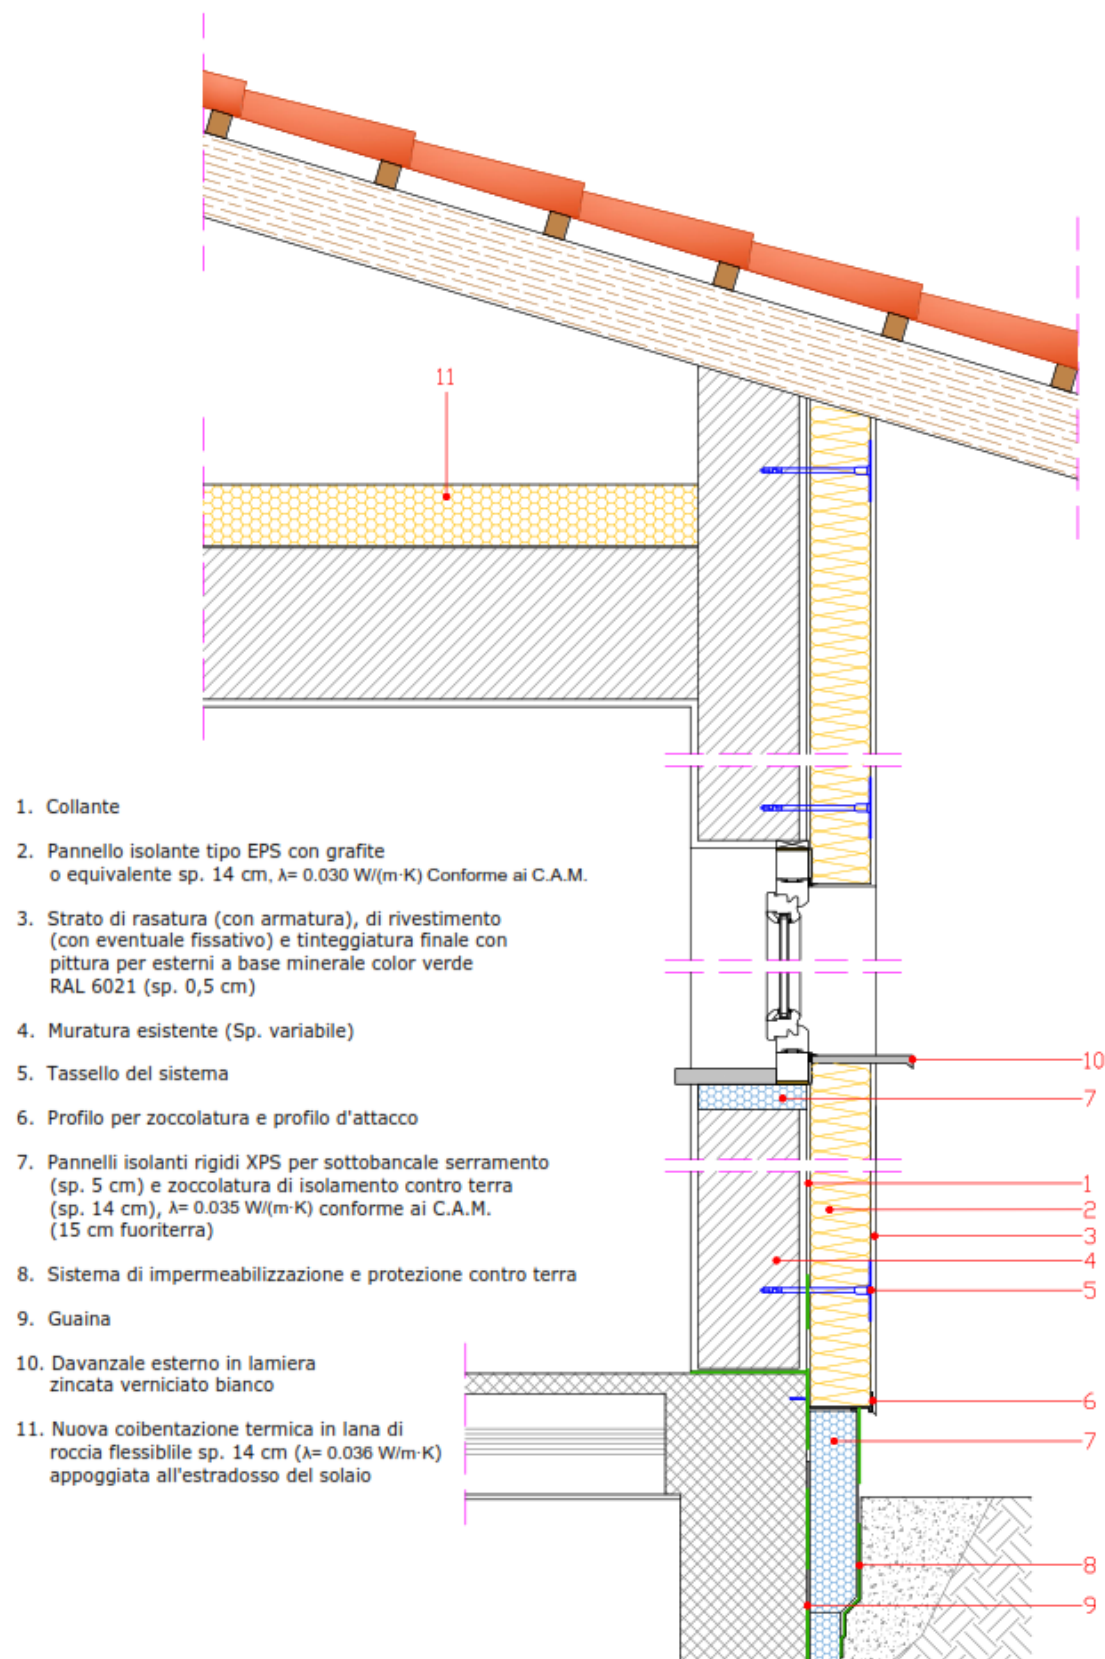 11
1. Collante
2. Pannello isolante tipo EPS con grafite
o equivalente sp. 14 cm, λ= 0.030 W/(m·K) Conforme ai C.A.M.
3. Strato di rasatura (con armatura), di rivestimento
(con eventuale fissativo) e tinteggiatura finale con
pittura per esterni a base minerale color verde
RAL 6021 (sp. 0,5 cm)
4. Muratura esistente (Sp. variabile)
5. Tassello del sistema
6. Profilo per zoccolatura e profilo d'attacco
7. Pannelli isolanti rigidi XPS per sottobancale serramento
(sp. 5 cm) e zoccolatura di isolamento contro terra
(sp. 14 cm), λ= 0.035 W/(m·K) conforme ai C.A.M.
(15 cm fuoriterra)
8. Sistema di impermeabilizzazione e protezione contro terra
9. Guaina
10. Davanzale esterno in lamiera
zincata verniciato bianco
11. Nuova coibentazione termica in lana di
roccia flessiblile sp. 14 cm (λ= 0.036 W/m·K)
appoggiata all'estradosso del solaio
10
7
1
2
3
4
5
6
7
8
9